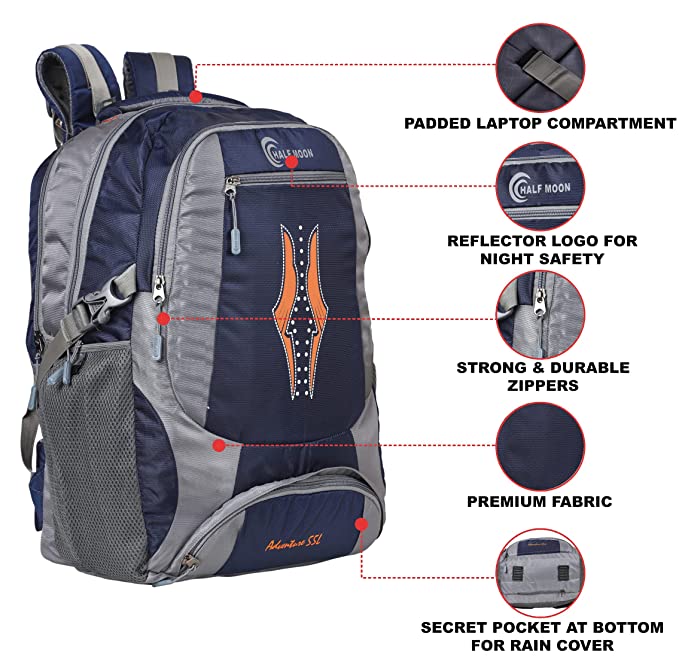 HALF MOON
Adventure SSL
PADDED LAPTOP COMPARTMENT
HALF MOON
REFLECTOR LOGO FOR
NIGHT SAFETY
STRONG & DURABLE
ZIPPERS
PREMIUM FABRIC
SECRET POCKET AT BOTTOM
FOR RAIN COVER